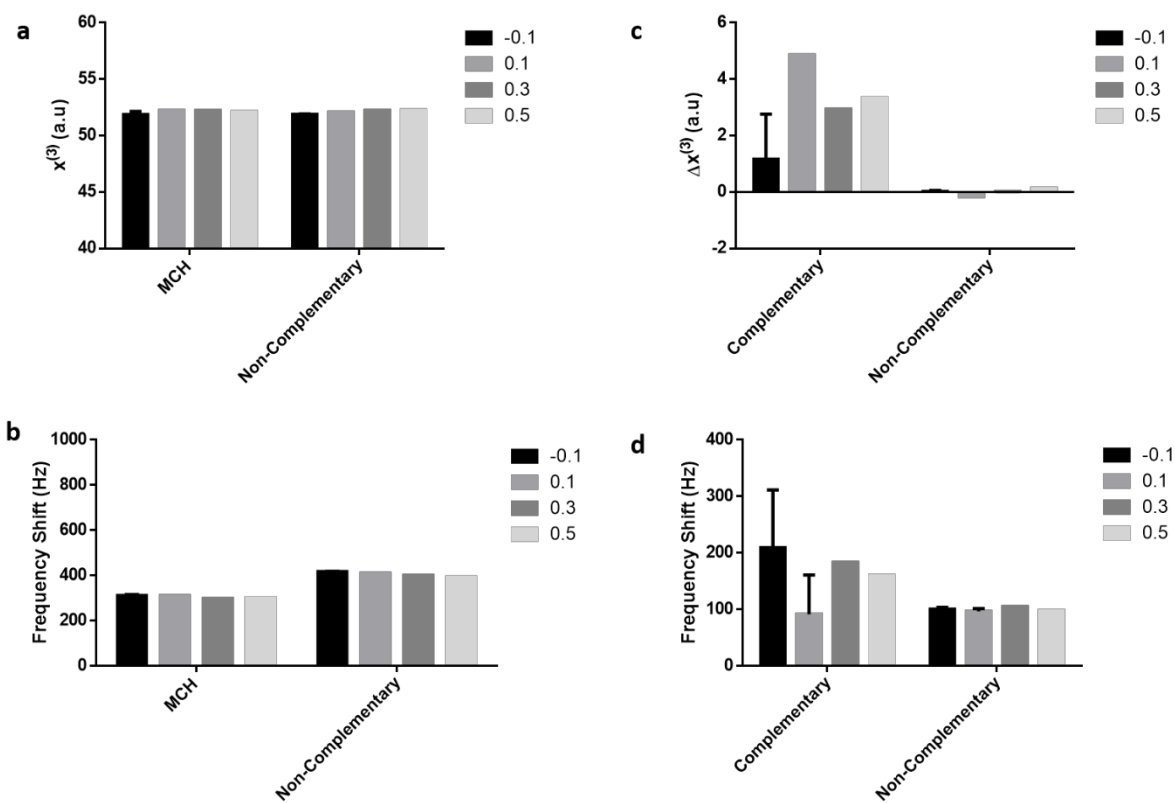 a
60
55
50
45
40
x(3) (a.u)
MCH
Non-Complementary
-0.1
0.1
0.3
0.5
c
6
4
2
0
-2
Δx(3) (a.u)
Complementary
Non-Complementary
-0.1
0.1
0.3
0.5
b
1000
800
600
400
200
0
Frequency Shift (Hz)
MCH
Non-Complementary
-0.1
0.1
0.3
0.5
d
400
300
200
100
0
Frequency Shift (Hz)
Complementary
Non-Complementary
-0.1
0.1
0.3
0.5